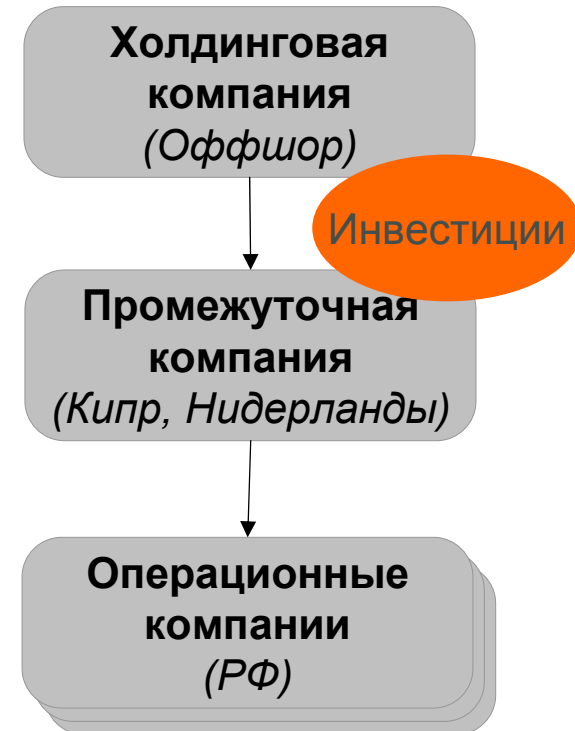 Холдинговая
компания
(Оффшор)
Инвестиции
Промежуточная
компания
(Кипр, Нидерланды)
Операционные
компании
(РФ)